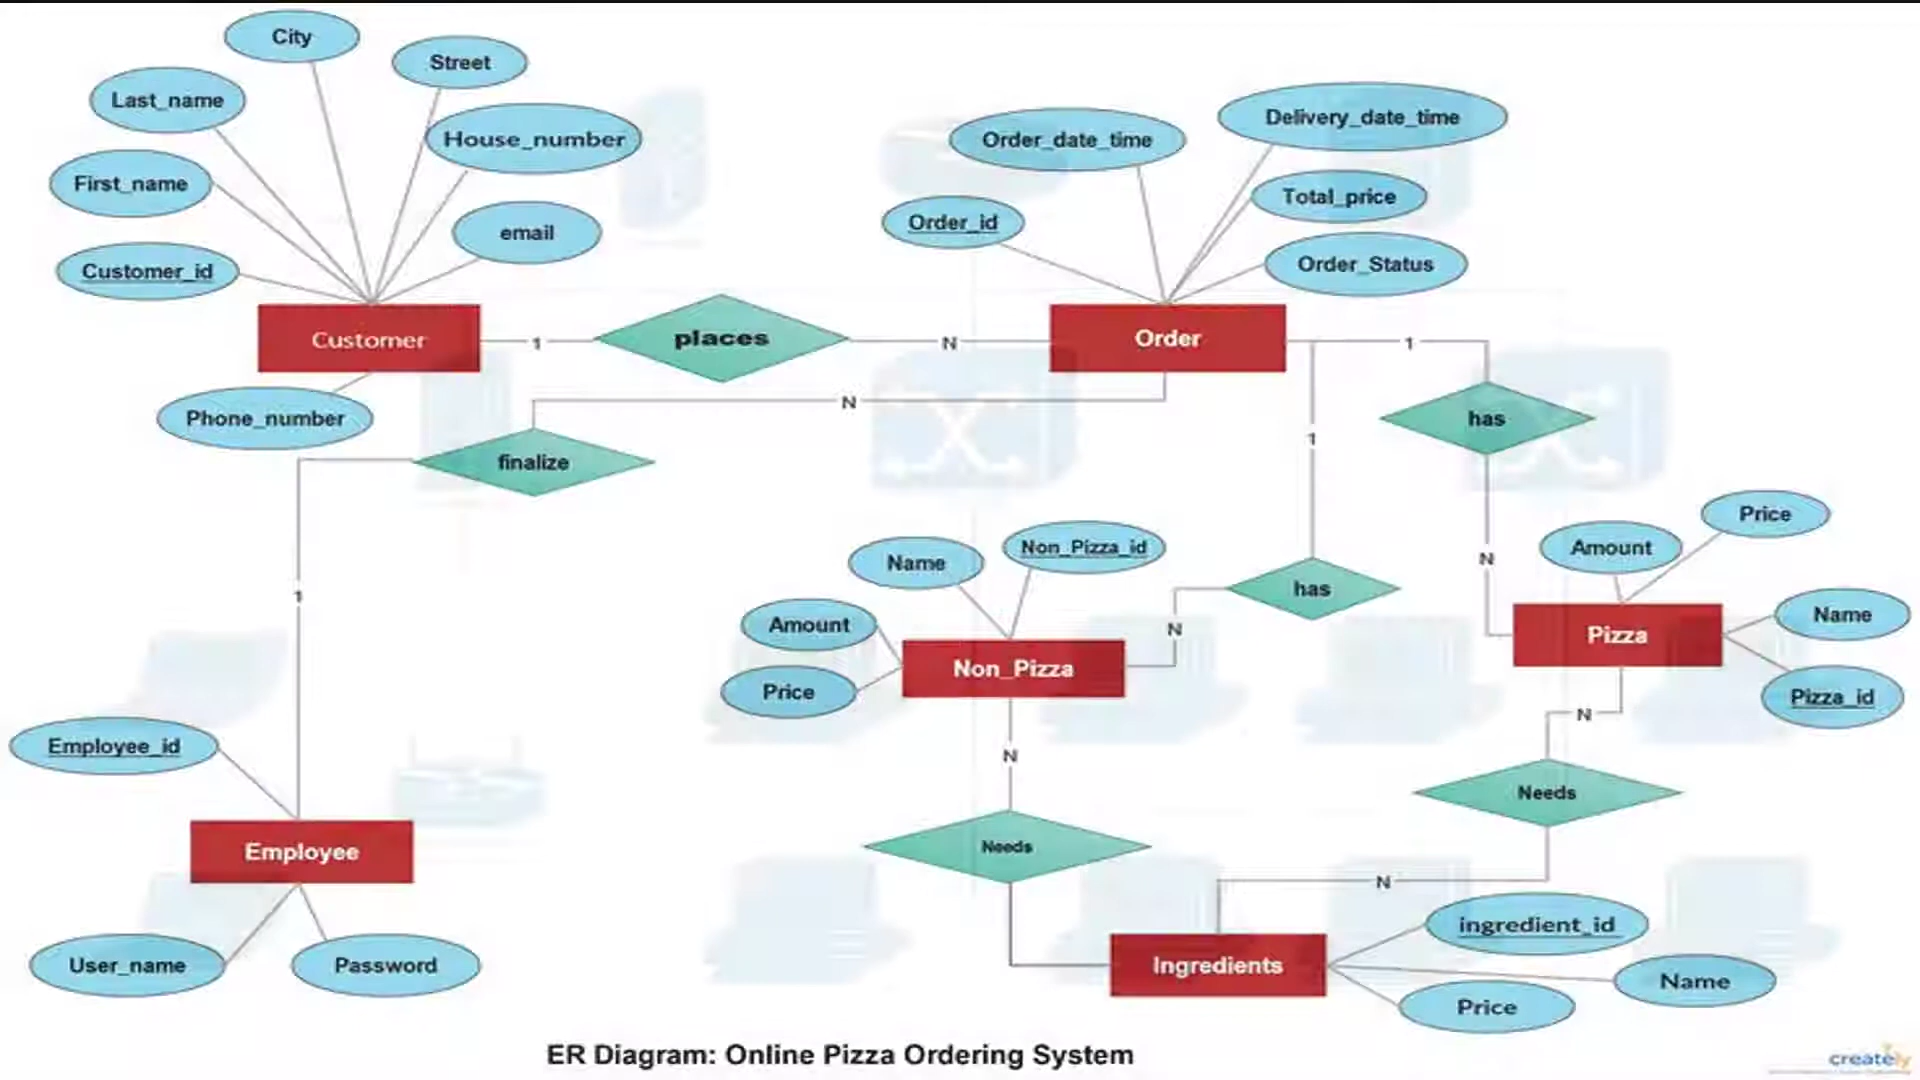 City
Street
Last_name
House_number
First_name
email
Customer_id
Customer
Phone_number
1
places
N
Order_date_time
Delivery_date_time
Total_price
Order_id
Order_Status
Order
1
has
N
finalize
1
1
N
Price
Amount
Name
Pizza
Pizza_id
Name
Non_Pizza_id
has
Amount
N
Non_Pizza
Price
N
N
Employee_id
Needs
Needs
Employee
N
User_name
Password
ingredient_id
Ingredients
Name
Price
ER Diagram: Online Pizza Ordering System
creately